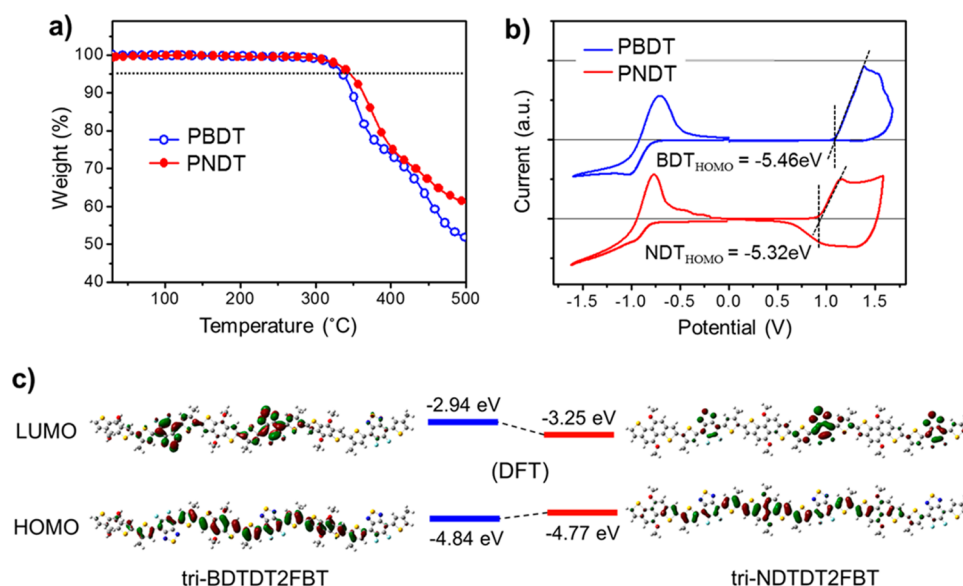 a)
100
90
80
70
60
50
40
Weight (%)
PBDT
PNDT
100
200
300
400
500
Temperature (°C)
b)
PBDT
PNDT
Current (a.u.)
BDT_HOMO = -5.46eV
NDT_HOMO = -5.32eV
-1.5 -1.0 -0.5 0.0 0.5 1.0 1.5
Potential (V)
c)
LUMO
-2.94 eV
-3.25 eV
(DFT)
HOMO
-4.84 eV
-4.77 eV
tri-BDTDT2FBT
tri-NDTDT2FBT